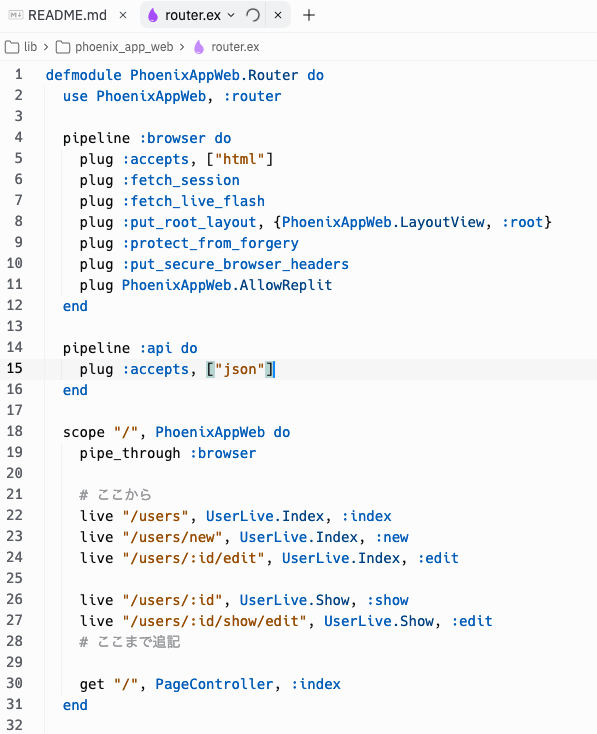 README.md × router.ex × +
lib > phoenix_app_web > router.ex
1 defmodule PhoenixAppWeb.Router do
2   use PhoenixAppWeb, :router
3
4   pipeline :browser do
5     plug :accepts, ["html"]
6     plug :fetch_session
7     plug :fetch_live_flash
8     plug :put_root_layout, {PhoenixAppWeb.LayoutView, :root}
9     plug :protect_from_forgery
10     plug :put_secure_browser_headers
11     plug PhoenixAppWeb.AllowReplit
12   end
13
14   pipeline :api do
15     plug :accepts, ["json"]
16   end
17
18   scope "/", PhoenixAppWeb do
19     pipe_through :browser
20
21     # ここから
22     live "/users", UserLive.Index, :index
23     live "/users/new", UserLive.Index, :new
24     live "/users/:id/edit", UserLive.Index, :edit
25
26     live "/users/:id", UserLive.Show, :show
27     live "/users/:id/show/edit", UserLive.Show, :edit
28     # ここまで追記
29
30     get "/", PageController, :index
31   end
32